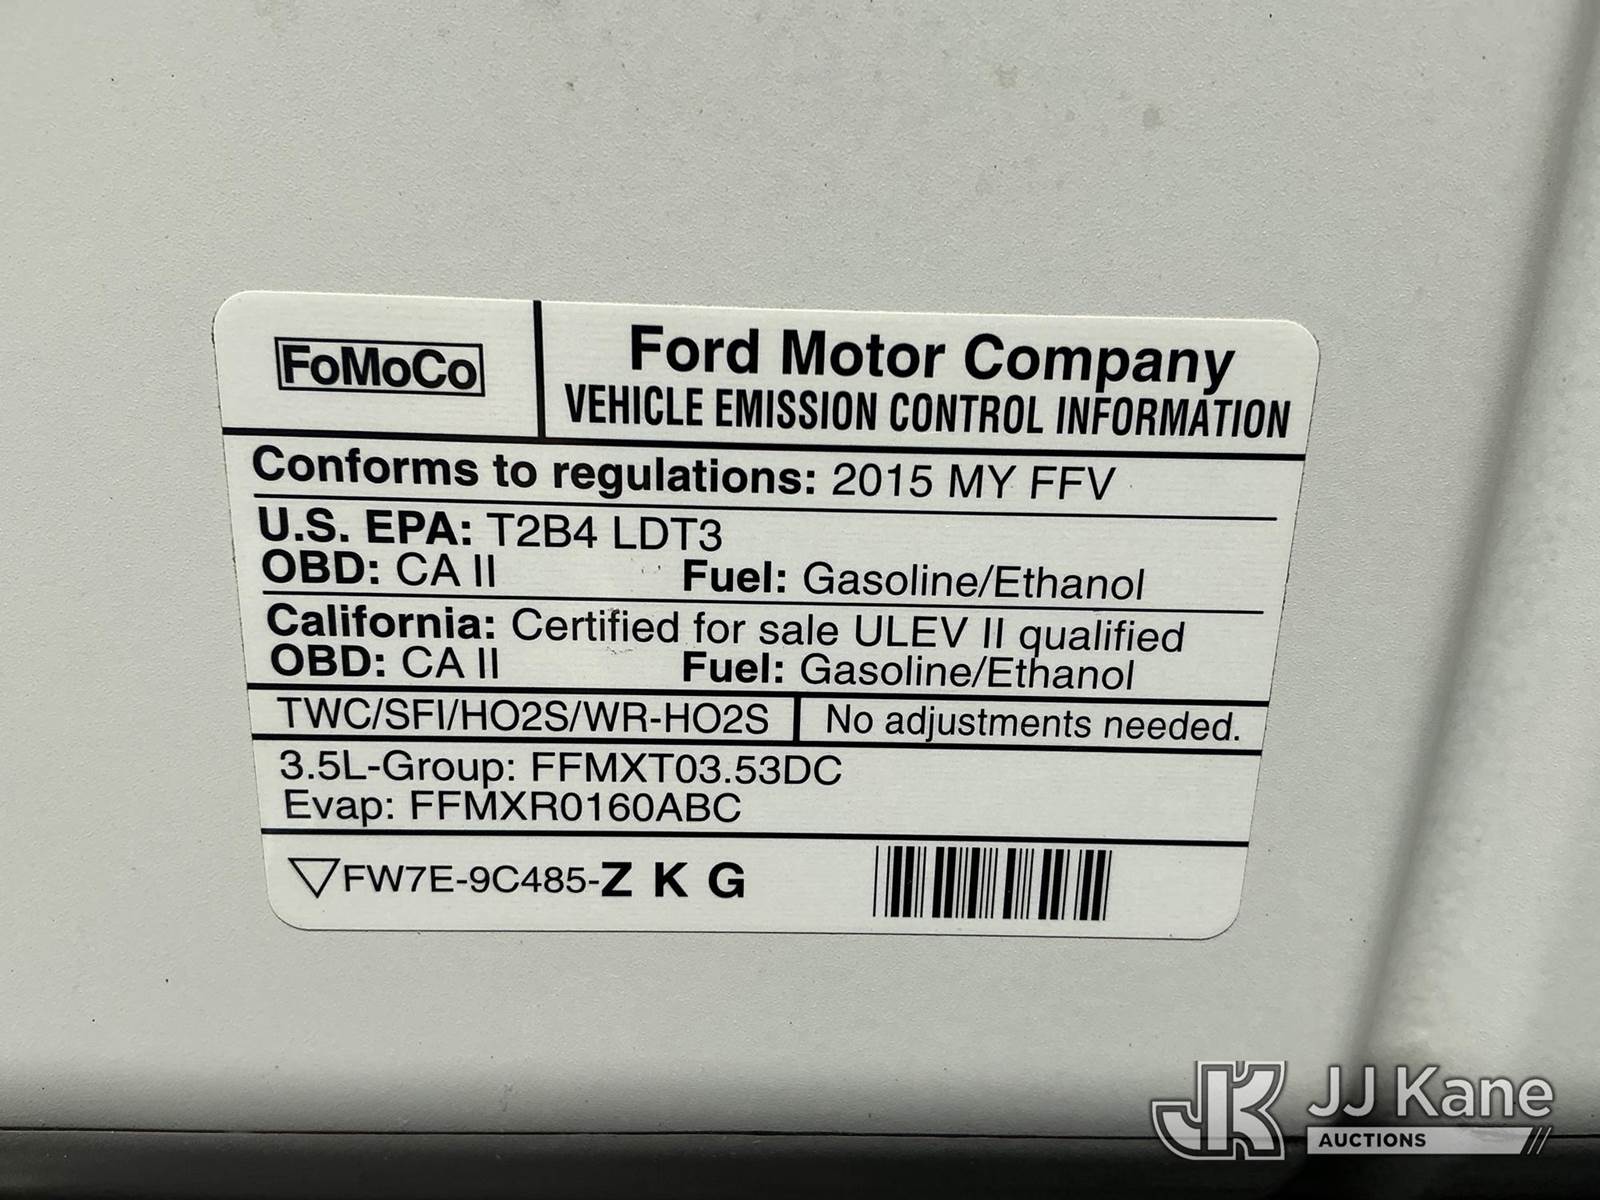 FoMoCo
Ford Motor Company
VEHICLE EMISSION CONTROL INFORMATION
Conforms to regulations: 2015 MY FFV
U.S. EPA: T2B4 LDT3
OBD: CA II Fuel: Gasoline/Ethanol
California: Certified for sale ULEV II qualified
OBD: CA II Fuel: Gasoline/Ethanol
TWC/SFI/HO2S/WR-HO2S No adjustments needed.
3.5L-Group: FFMXT03.53DC
Evap: FFMXR0160ABC
FW7E-9C485-Z K G
JK JJ Kane
AUCTIONS